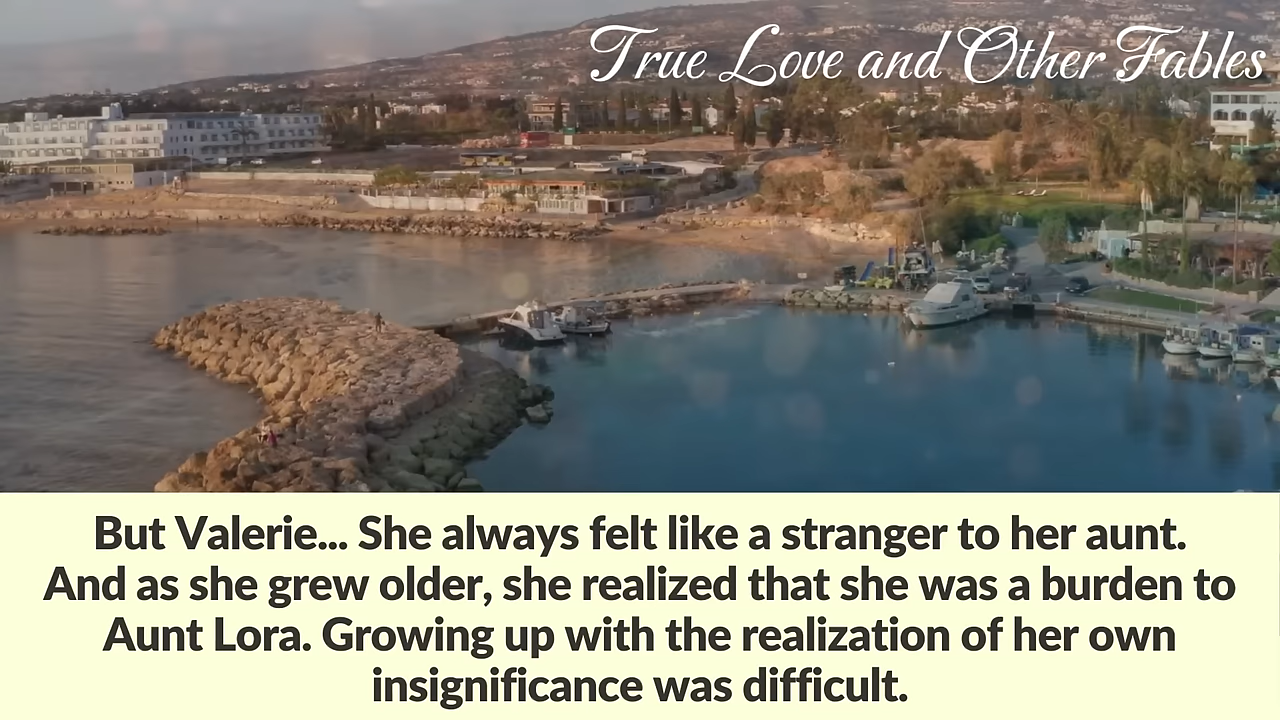 True Love and Other Fables
But Valerie... She always felt like a stranger to her aunt.
And as she grew older, she realized that she was a burden to
Aunt Lora. Growing up with the realization of her own
insignificance was difficult.